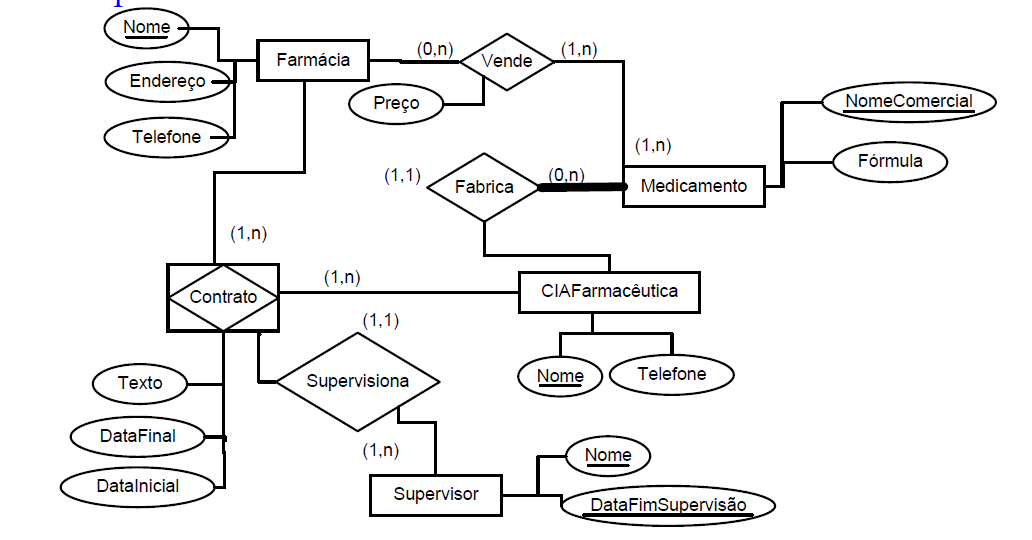 Nome
Farmácia
(0,n)
Vende
(1,n)
Endereço
Preço
NomeComercial
Telefone
(1,n)
Fórmula
(1,1)
Fabrica
(0,n)
Medicamento
(1,n)
Contrato
(1,n)
CIAFarmacêutica
(1,1)
Texto
Supervisiona
Nome
Telefone
DataFinal
(1,n)
Nome
DataInicial
Supervisor
DataFimSupervisão